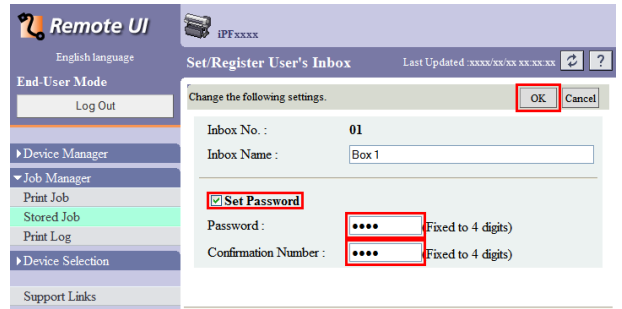 Remote UI
English language
End-User Mode
Log Out
▶Device Manager
▼Job Manager
Print Job
Stored Job
Print Log
▶Device Selection
Support Links
iPFxxxx
Set/Register User's Inbox Last Updated :xxxx/xx/xx xx:xx:xx ?
Change the following settings. OK Cancel
Inbox No. : 01
Inbox Name : Box 1
Set Password
Password : •••• (Fixed to 4 digits)
Confirmation Number : •••• (Fixed to 4 digits)